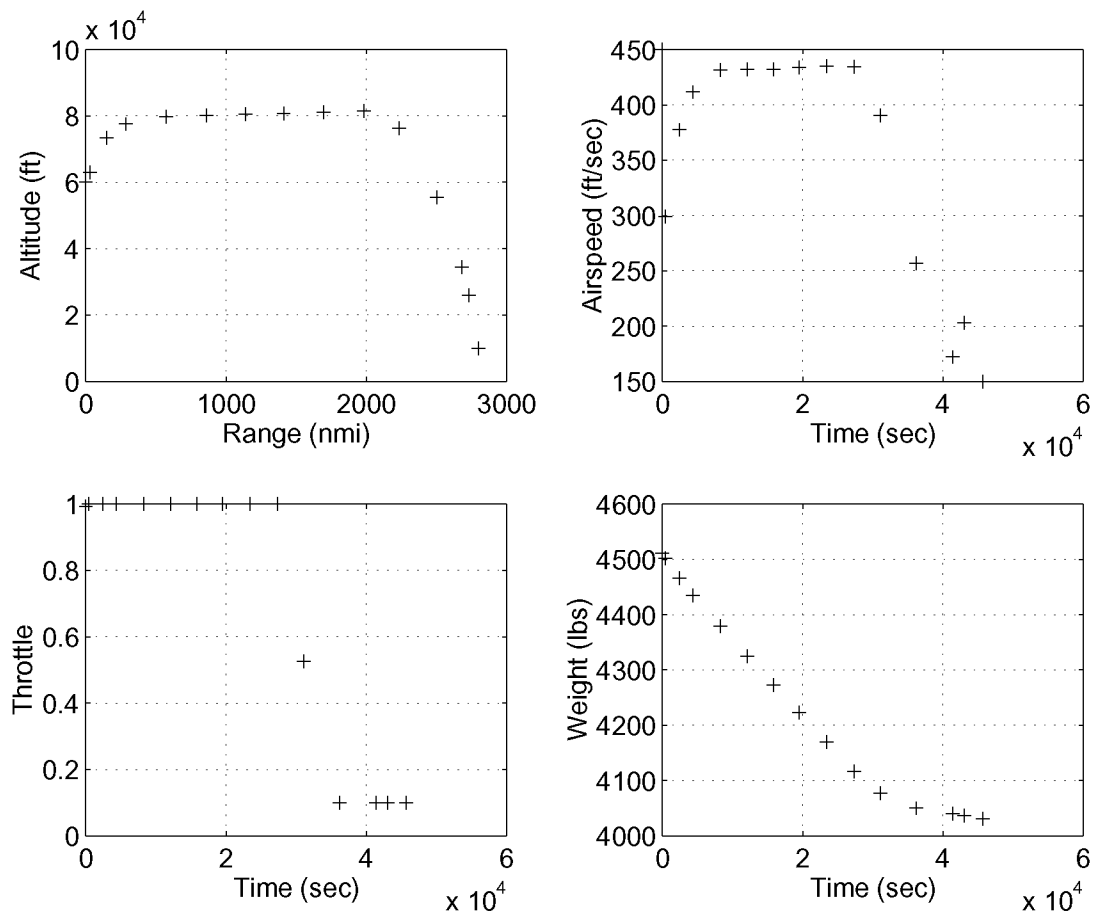 x 10^4
10
8
6
4
2
0
Altitude (ft)
0 1000 2000 3000
Range (nmi)
450
400
350
300
250
200
150
Airspeed (ft/sec)
0 2 4 6
Time (sec)
x 10^4
1
0.8
0.6
0.4
0.2
0
Throttle
0 2 4 6
Time (sec)
x 10^4
4600
4500
4400
4300
4200
4100
4000
Weight (lbs)
0 2 4 6
Time (sec)
x 10^4